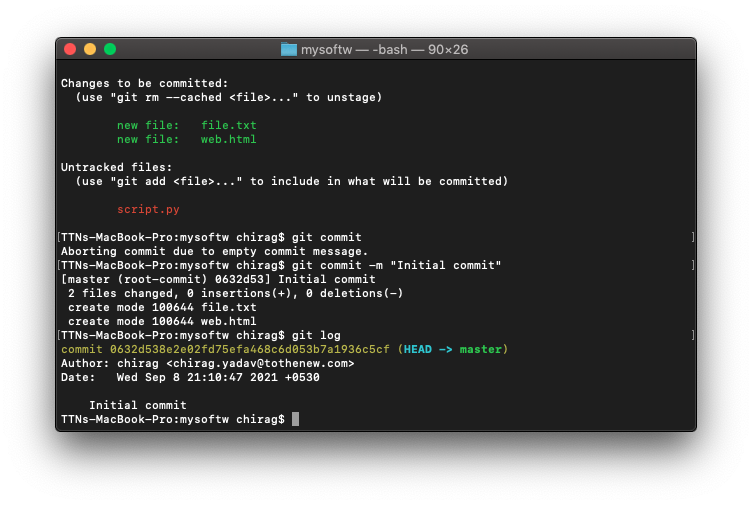 mysoftw — -bash — 90×26
Changes to be committed:
  (use "git rm --cached <file>..." to unstage)
        new file:   file.txt
        new file:   web.html
Untracked files:
  (use "git add <file>..." to include in what will be committed)
        script.py
[TTNs-MacBook-Pro:mysoftw chirag$ git commit ]
Aborting commit due to empty commit message.
[TTNs-MacBook-Pro:mysoftw chirag$ git commit -m "Initial commit" ]
[master (root-commit) 0632d53] Initial commit
 2 files changed, 0 insertions(+), 0 deletions(-)
 create mode 100644 file.txt
 create mode 100644 web.html
[TTNs-MacBook-Pro:mysoftw chirag$ git log ]
commit 0632d538e2e02fd75efa468c6d053b7a1936c5cf (HEAD -> master)
Author: chirag <chirag.yadav@tothenew.com>
Date:   Wed Sep 8 21:10:47 2021 +0530
    Initial commit
TTNs-MacBook-Pro:mysoftw chirag$